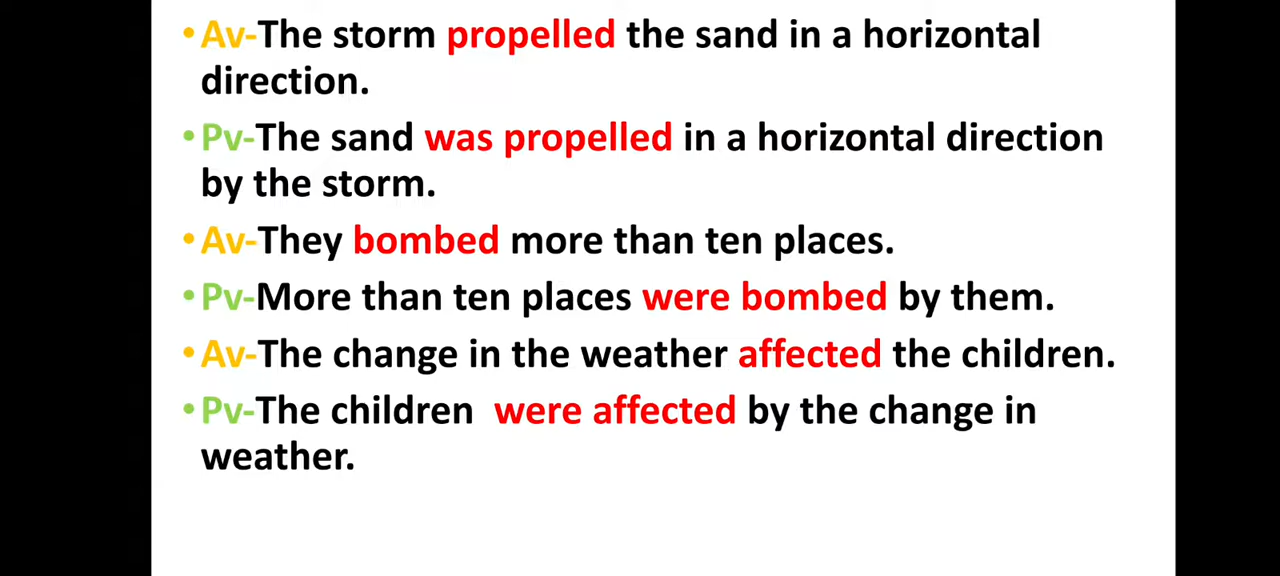 •Av-The storm propelled the sand in a horizontal
direction.
•Pv-The sand was propelled in a horizontal direction
by the storm.
•Av-They bombed more than ten places.
•Pv-More than ten places were bombed by them.
•Av-The change in the weather affected the children.
•Pv-The children  were affected by the change in
weather.